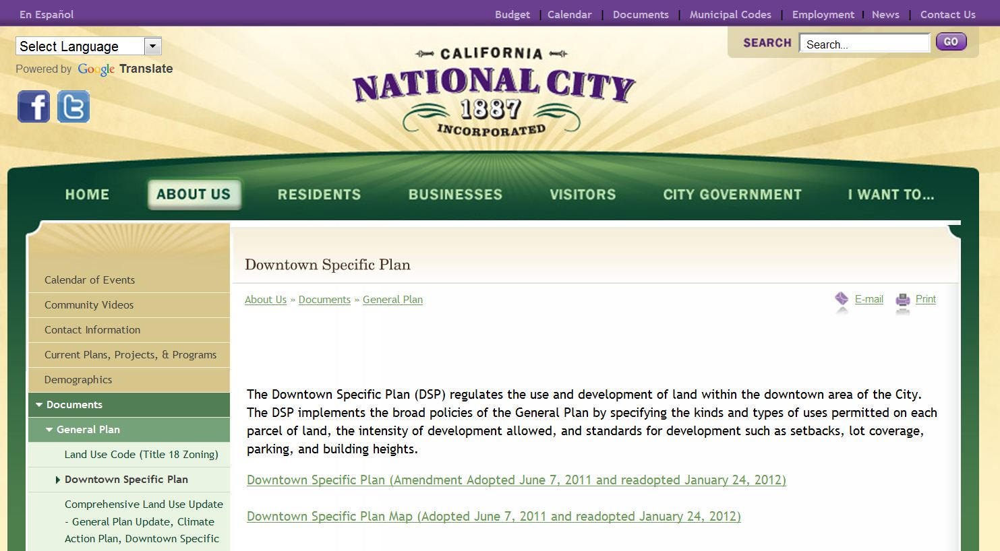 En Español
Budget | Calendar | Documents | Municipal Codes | Employment | News | Contact Us
Select Language
Powered by Google Translate
SEARCH Search... GO
CALIFORNIA
NATIONAL CITY
1887
INCORPORATED
HOME ABOUT US RESIDENTS BUSINESSES VISITORS CITY GOVERNMENT I WANT TO...
Calendar of Events
Community Videos
Contact Information
Current Plans, Projects, & Programs
Demographics
Documents
General Plan
Land Use Code (Title 18 Zoning)
Downtown Specific Plan
Comprehensive Land Use Update
- General Plan Update, Climate
Action Plan, Downtown Specific
Downtown Specific Plan
About Us » Documents » General Plan
E-mail Print
The Downtown Specific Plan (DSP) regulates the use and development of land within the downtown area of the City.
The DSP implements the broad policies of the General Plan by specifying the kinds and types of uses permitted on each
parcel of land, the intensity of development allowed, and standards for development such as setbacks, lot coverage,
parking, and building heights.
Downtown Specific Plan (Amendment Adopted June 7, 2011 and readopted January 24, 2012)
Downtown Specific Plan Map (Adopted June 7, 2011 and readopted January 24, 2012)